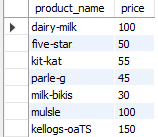 product_name price
dairy-milk 100
five-star 50
kit-kat 55
parle-g 45
milk-bikis 30
mulsle 100
kellogs-oaTS 150